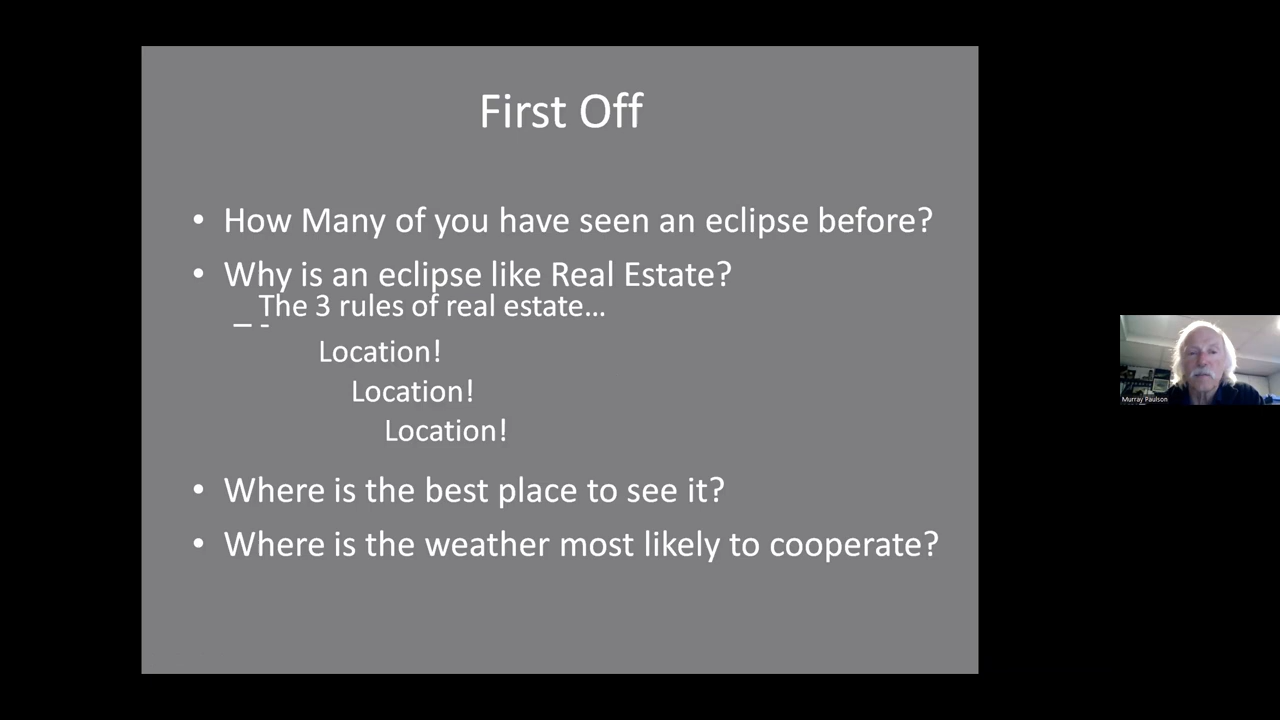 First Off
• How Many of you have seen an eclipse before?
• Why is an eclipse like Real Estate?
The 3 rules of real estate…
– -
Location!
Location!
Location!
• Where is the best place to see it?
• Where is the weather most likely to cooperate?
Murray Paulson